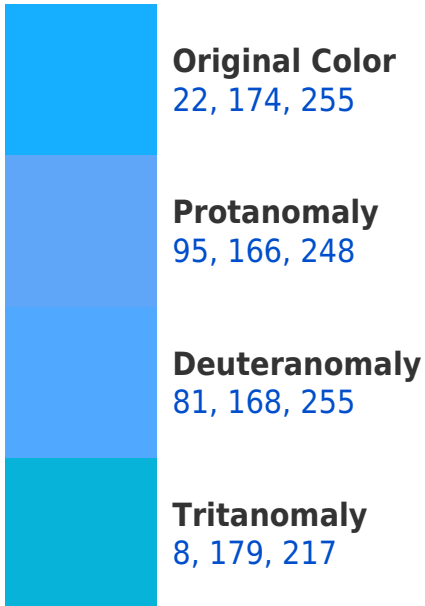 Original Color
22, 174, 255
Protanomaly
95, 166, 248
Deuteranomaly
81, 168, 255
Tritanomaly
8, 179, 217